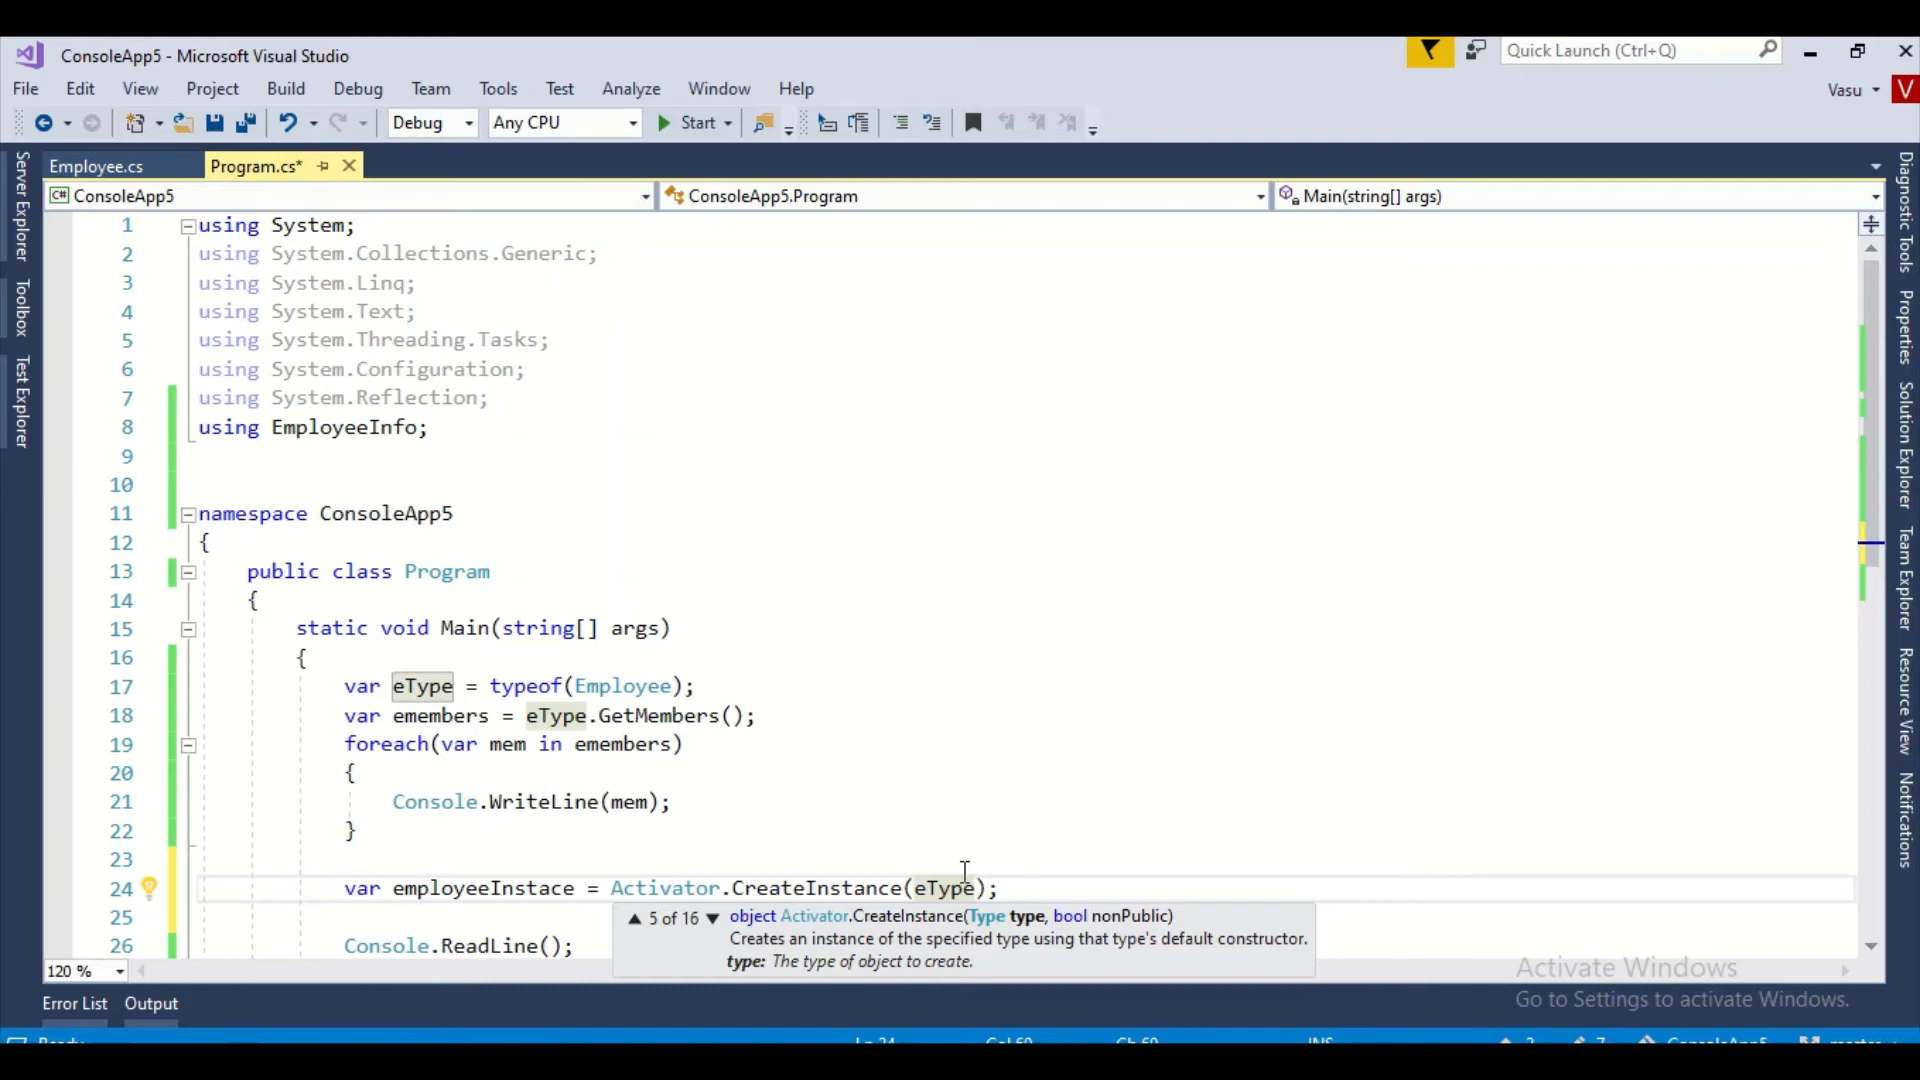 ConsoleApp5 - Microsoft Visual Studio
Quick Launch (Ctrl+Q)
File Edit View Project Build Debug Team Tools Test Analyze Window Help
Vasu V
Debug Any CPU Start
Employee.cs Program.cs*
C# ConsoleApp5 ConsoleApp5.Program Main(string[] args)
1 using System;
2 using System.Collections.Generic;
3 using System.Linq;
4 using System.Text;
5 using System.Threading.Tasks;
6 using System.Configuration;
7 using System.Reflection;
8 using EmployeeInfo;
9
10
11 namespace ConsoleApp5
12 {
13 public class Program
14 {
15 static void Main(string[] args)
16 {
17 var eType = typeof(Employee);
18 var emembers = eType.GetMembers();
19 foreach(var mem in emembers)
20 {
21 Console.WriteLine(mem);
22 }
23
24 var employeeInstace = Activator.CreateInstance(eType);
25
26 Console.ReadLine();
▲ 5 of 16 ▼ object Activator.CreateInstance(Type type, bool nonPublic)
Creates an instance of the specified type using that type's default constructor.
type: The type of object to create.
120 %
Error List Output
Activate Windows
Go to Settings to activate Windows.
Server Explorer
Toolbox
Test Explorer
Diagnostic Tools
Properties
Solution Explorer
Team Explorer
Resource View
Notifications